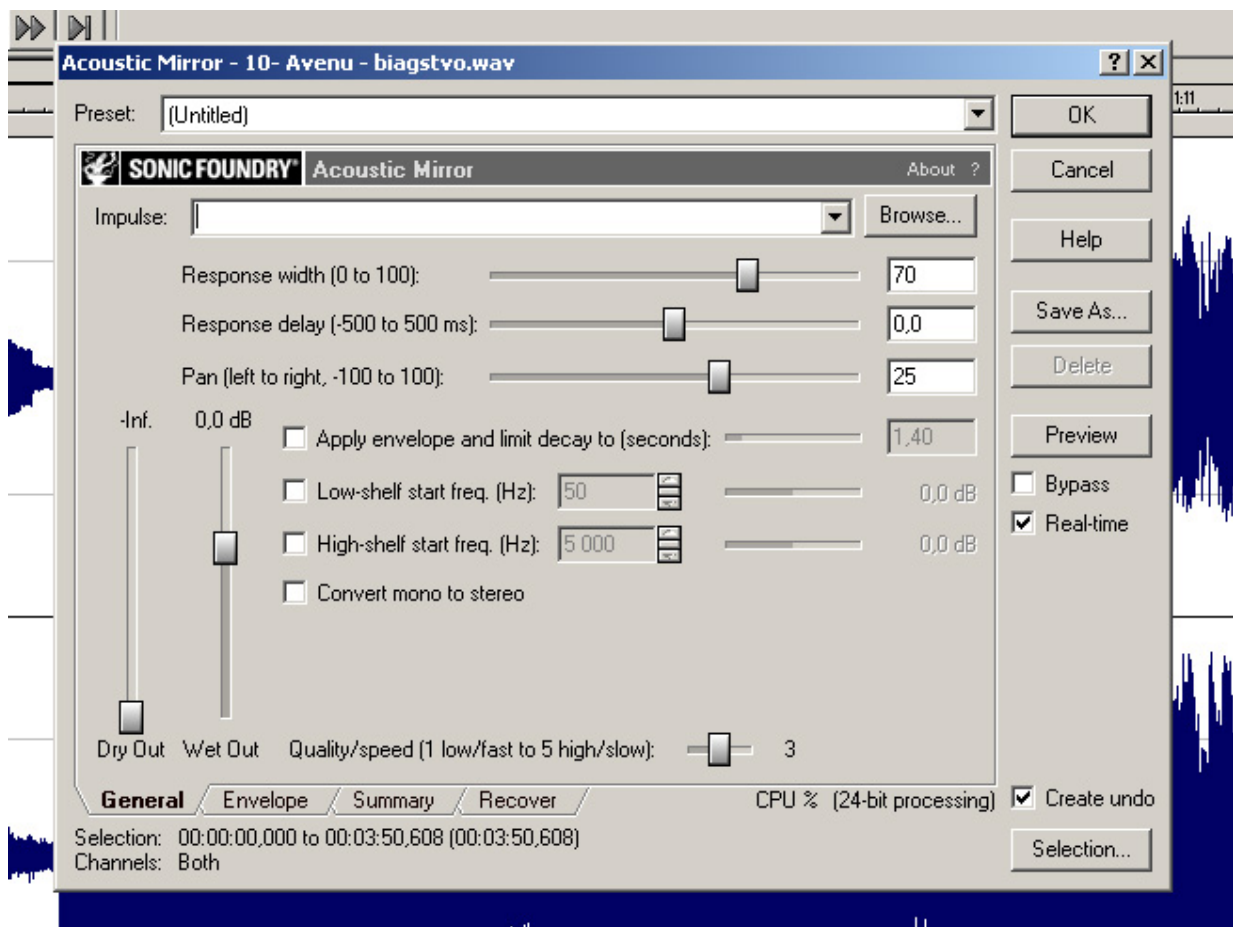 Acoustic Mirror - 10- Avenu - biagstvo.wav
Preset: (Untitled)
OK
1:11
SONIC FOUNDRY® Acoustic Mirror About ?
Cancel
Impulse: Browse...
Help
Response width (0 to 100): 70
Response delay (-500 to 500 ms): 0,0
Save As...
Pan (left to right, -100 to 100): 25
Delete
-Inf. 0,0 dB
Apply envelope and limit decay to (seconds): 1,40
Preview
Low-shelf start freq. (Hz): 50 0,0 dB
Bypass
High-shelf start freq. (Hz): 5 000 0,0 dB
Real-time
Convert mono to stereo
Dry Out Wet Out Quality/speed (1 low/fast to 5 high/slow): 3
General Envelope Summary Recover CPU % (24-bit processing)
Create undo
Selection: 00:00:00,000 to 00:03:50,608 (00:03:50,608)
Channels: Both
Selection...